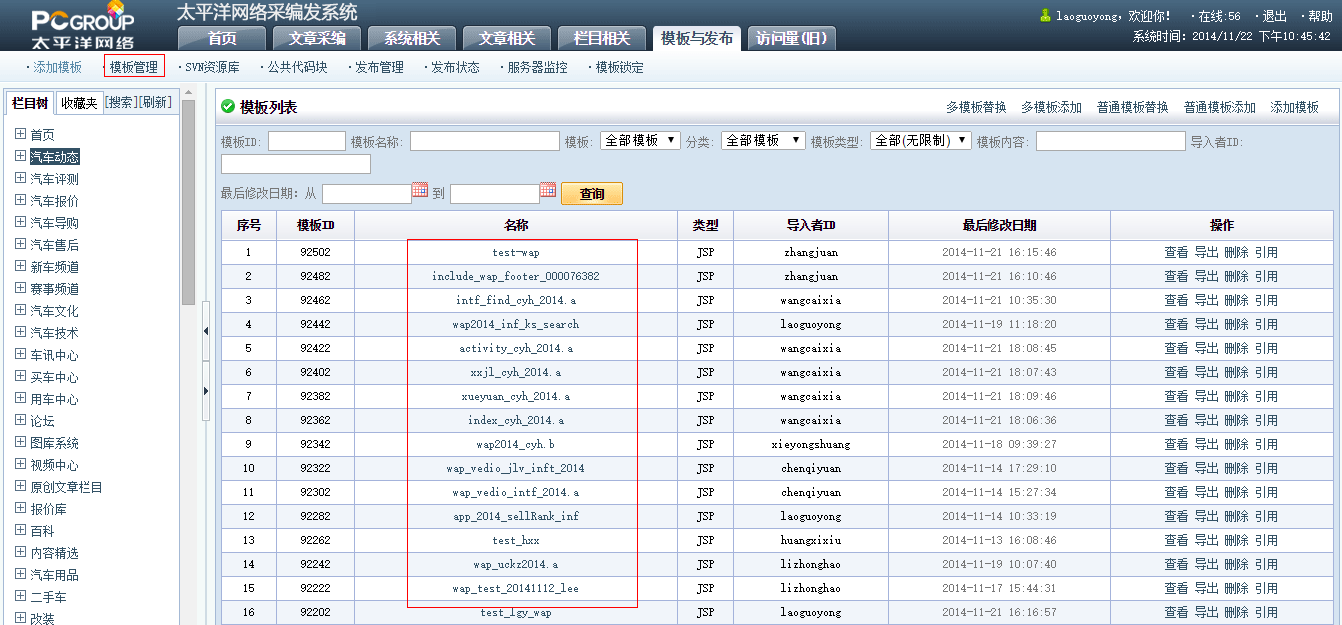 PCGROUP
太平洋网络
太平洋网络采编发系统
laoguoyong，欢迎你! ·在线:56 ·退出 ·帮助
系统时间: 2014/11/22 下午10:45:42
首页 文章采编 系统相关 文章相关 栏目相关 模板与发布 访问量(旧)
·添加模板 ·模板管理 ·SVN资源库 ·公共代码块 ·发布管理 ·发布状态 ·服务器监控 ·模板锁定
栏目树 收藏夹 [搜索][刷新]
首页
汽车动态
汽车评测
汽车报价
汽车导购
汽车售后
新车频道
赛事频道
汽车文化
汽车技术
车讯中心
买车中心
用车中心
论坛
图库系统
视频中心
原创文章栏目
报价库
百科
内容精选
汽车用品
二手车
改装
模板列表 多模板替换 多模板添加 普通模板替换 普通模板添加 添加模板
模板ID: 模板名称: 模板: 全部模板 分类: 全部模板 模板类型: 全部(无限制) 模板内容: 导入者ID:
最后修改日期: 从 到 查询
序号 模板ID 名称 类型 导入者ID 最后修改日期 操作
1 92502 test-wap JSP zhangjuan 2014-11-21 16:15:46 查看 导出 删除 引用
2 92482 include_wap_footer_000076382 JSP zhangjuan 2014-11-21 16:10:46 查看 导出 删除 引用
3 92462 intf_find_cyh_2014.a JSP wangcaixia 2014-11-21 10:35:30 查看 导出 删除 引用
4 92442 wap2014_inf_ks_search JSP laoguoyong 2014-11-19 11:18:20 查看 导出 删除 引用
5 92422 activity_cyh_2014.a JSP wangcaixia 2014-11-21 18:08:45 查看 导出 删除 引用
6 92402 xxjl_cyh_2014.a JSP wangcaixia 2014-11-21 18:07:43 查看 导出 删除 引用
7 92382 xueyuan_cyh_2014.a JSP wangcaixia 2014-11-21 18:09:46 查看 导出 删除 引用
8 92362 index_cyh_2014.a JSP wangcaixia 2014-11-21 18:06:36 查看 导出 删除 引用
9 92342 wap2014_cyh.b JSP xieyongshuang 2014-11-18 09:39:27 查看 导出 删除 引用
10 92322 wap_vedio_jlv_inft_2014 JSP chenqiyuan 2014-11-14 17:29:10 查看 导出 删除 引用
11 92302 wap_vedio_intf_2014.a JSP chenqiyuan 2014-11-14 15:27:34 查看 导出 删除 引用
12 92282 app_2014_sellRank_inf JSP laoguoyong 2014-11-14 10:33:19 查看 导出 删除 引用
13 92262 test_hxx JSP huangxixiu 2014-11-13 16:08:46 查看 导出 删除 引用
14 92242 wap_uckz2014.a JSP lizhonghao 2014-11-19 10:07:40 查看 导出 删除 引用
15 92222 wap_test_20141112_lee JSP lizhonghao 2014-11-17 15:44:31 查看 导出 删除 引用
16 92202 test_lgy_wap JSP laoguoyong 2014-11-21 16:16:57 查看 导出 删除 引用